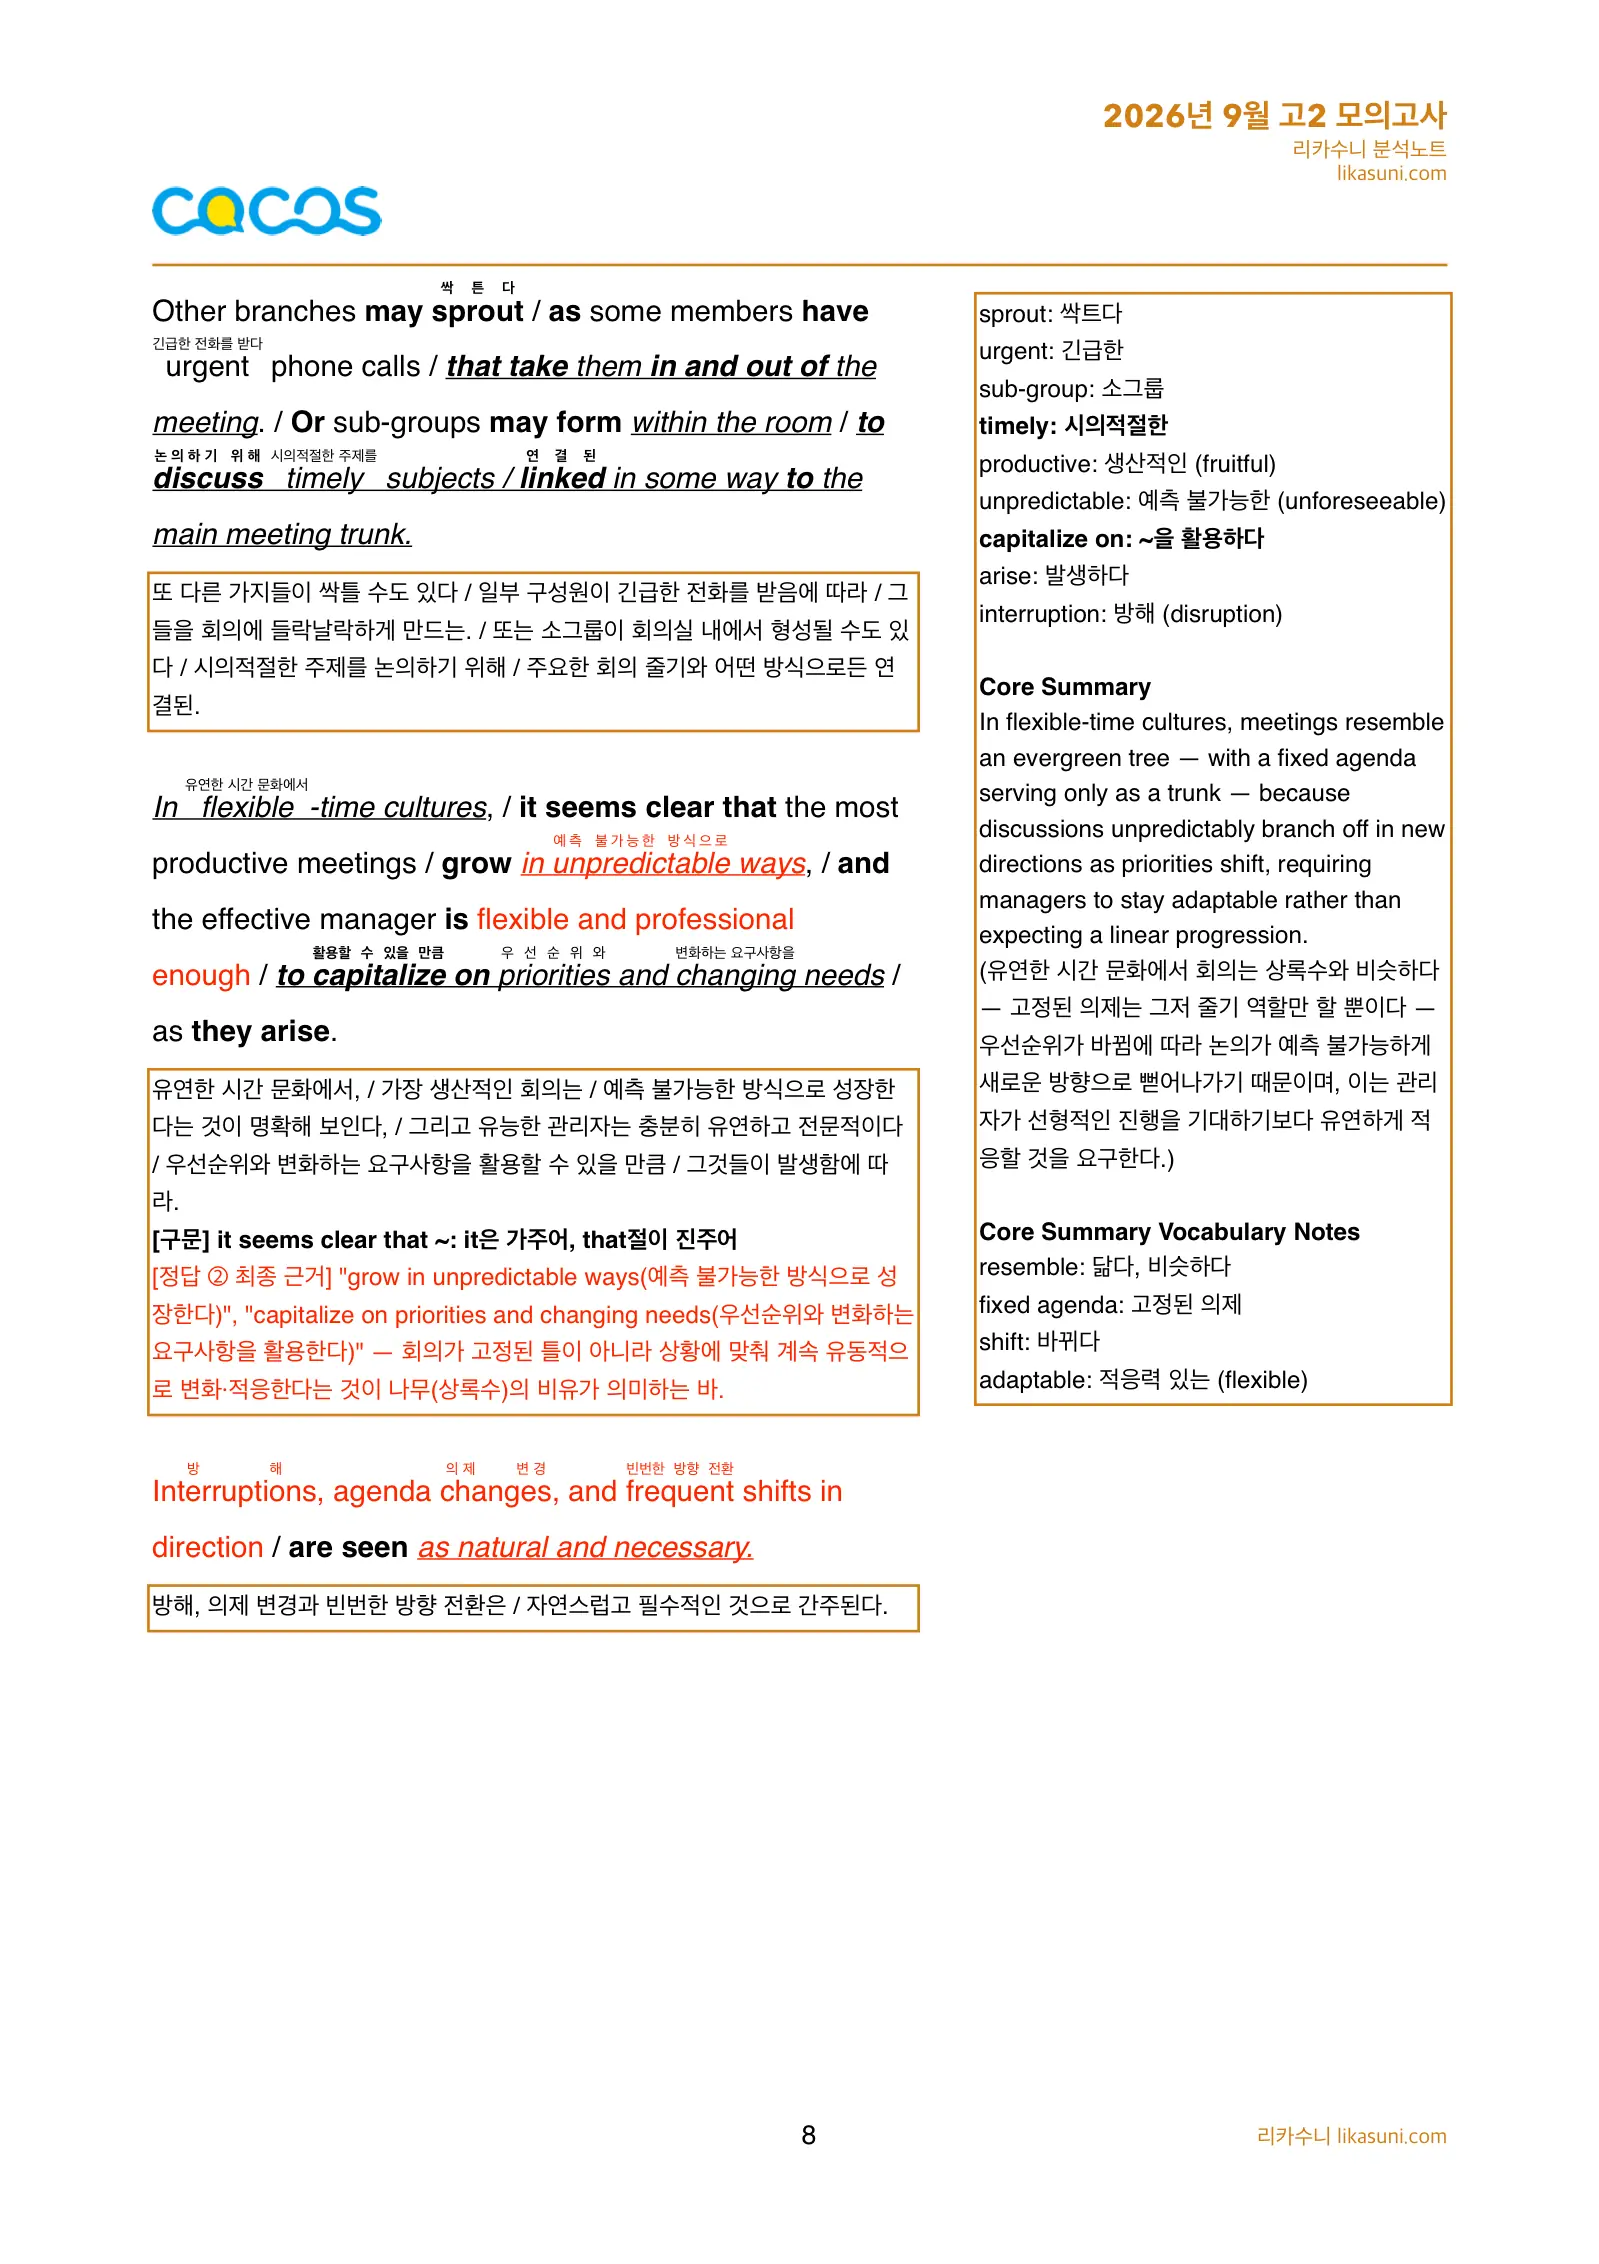 2026년 9월 고2 모의고사
리카수니 분석노트
likasuni.com
cacos
싹 튼 다
Other branches may sprout / as some members have
긴급한 전화를 받다
urgent phone calls / that take them in and out of the
meeting. / Or sub-groups may form within the room / to
논의하기 위해 시의적절한 주제를 연 결 된
discuss timely subjects / linked in some way to the
main meeting trunk.
또 다른 가지들이 싹틀 수도 있다 / 일부 구성원이 긴급한 전화를 받음에 따라 / 그
들을 회의에 들락날락하게 만드는. / 또는 소그룹이 회의실 내에서 형성될 수도 있
다 / 시의적절한 주제를 논의하기 위해 / 주요한 회의 줄기와 어떤 방식으로든 연
결된.
유연한 시간 문화에서
In flexible -time cultures, / it seems clear that the most
예측 불가능한 방식으로
productive meetings / grow in unpredictable ways, / and
the effective manager is flexible and professional
활용할 수 있을 만큼 우 선 순 위 와 변화하는 요구사항을
enough / to capitalize on priorities and changing needs /
as they arise.
유연한 시간 문화에서, / 가장 생산적인 회의는 / 예측 불가능한 방식으로 성장한
다는 것이 명확해 보인다, / 그리고 유능한 관리자는 충분히 유연하고 전문적이다
/ 우선순위와 변화하는 요구사항을 활용할 수 있을 만큼 / 그것들이 발생함에 따
라.
[구문] it seems clear that ~: it은 가주어, that절이 진주어
[정답 ② 최종 근거] "grow in unpredictable ways(예측 불가능한 방식으로 성
장한다)", "capitalize on priorities and changing needs(우선순위와 변화하는
요구사항을 활용한다)" — 회의가 고정된 틀이 아니라 상황에 맞춰 계속 유동적으
로 변화·적응한다는 것이 나무(상록수)의 비유가 의미하는 바.
방 해 의 제 변 경 빈번한 방향 전환
Interruptions, agenda changes, and frequent shifts in
direction / are seen as natural and necessary.
방해, 의제 변경과 빈번한 방향 전환은 / 자연스럽고 필수적인 것으로 간주된다.
sprout: 싹트다
urgent: 긴급한
sub-group: 소그룹
timely: 시의적절한
productive: 생산적인 (fruitful)
unpredictable: 예측 불가능한 (unforeseeable)
capitalize on: ~을 활용하다
arise: 발생하다
interruption: 방해 (disruption)
Core Summary
In flexible-time cultures, meetings resemble
an evergreen tree — with a fixed agenda
serving only as a trunk — because
discussions unpredictably branch off in new
directions as priorities shift, requiring
managers to stay adaptable rather than
expecting a linear progression.
(유연한 시간 문화에서 회의는 상록수와 비슷하다
— 고정된 의제는 그저 줄기 역할만 할 뿐이다 —
우선순위가 바뀜에 따라 논의가 예측 불가능하게
새로운 방향으로 뻗어나가기 때문이며, 이는 관리
자가 선형적인 진행을 기대하기보다 유연하게 적
응할 것을 요구한다.)
Core Summary Vocabulary Notes
resemble: 닮다, 비슷하다
fixed agenda: 고정된 의제
shift: 바뀌다
adaptable: 적응력 있는 (flexible)
8
리카수니 likasuni.com